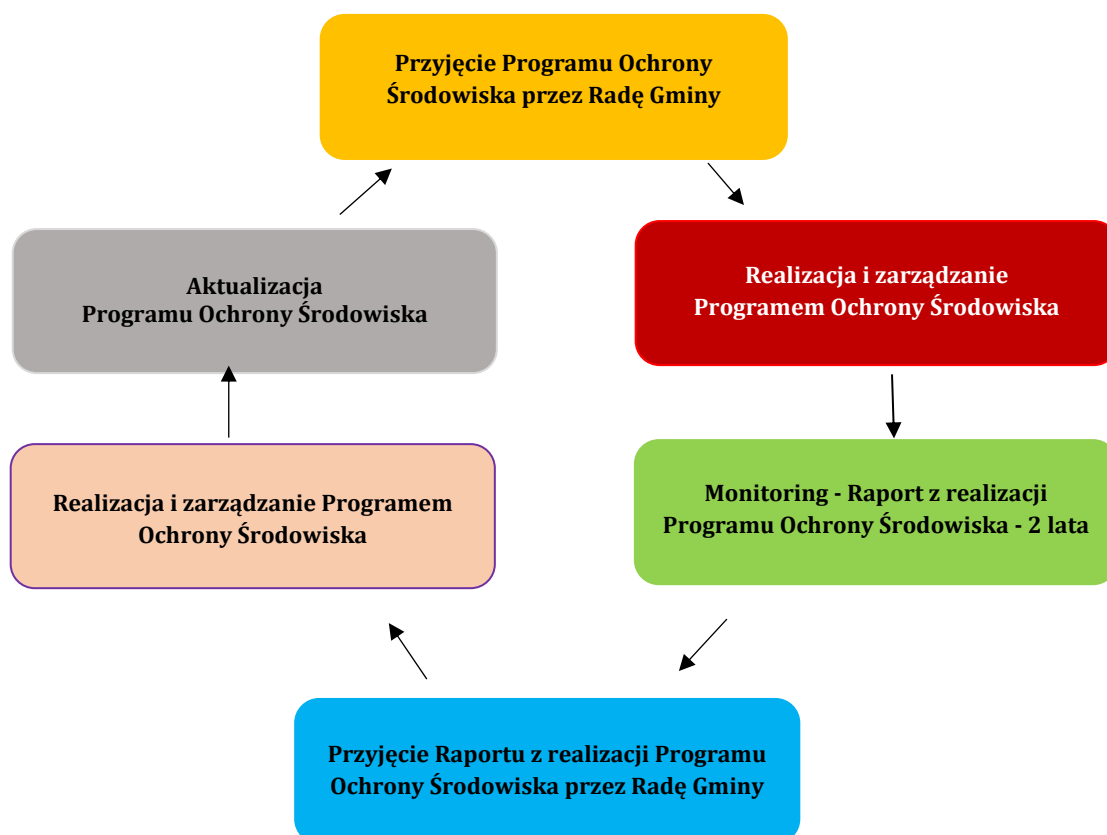 Przyjęcie Programu Ochrony
Środowiska przez Radę Gminy
Realizacja i zarządzanie
Programem Ochrony Środowiska
Monitoring - Raport z realizacji
Programu Ochrony Środowiska - 2 lata
Przyjęcie Raportu z realizacji Programu
Ochrony Środowiska przez Radę Gminy
Realizacja i zarządzanie Programem
Ochrony Środowiska
Aktualizacja
Programu Ochrony Środowiska